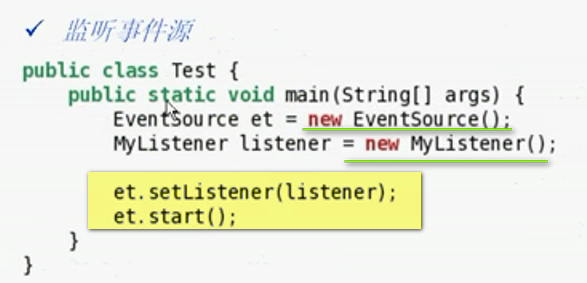 ✓ 监听事件源
public class Test {
    public static void main(String[] args) {
        EventSource et = new EventSource();
        MyListener listener = new MyListener();

        et.setListener(listener);
        et.start();
    }
}